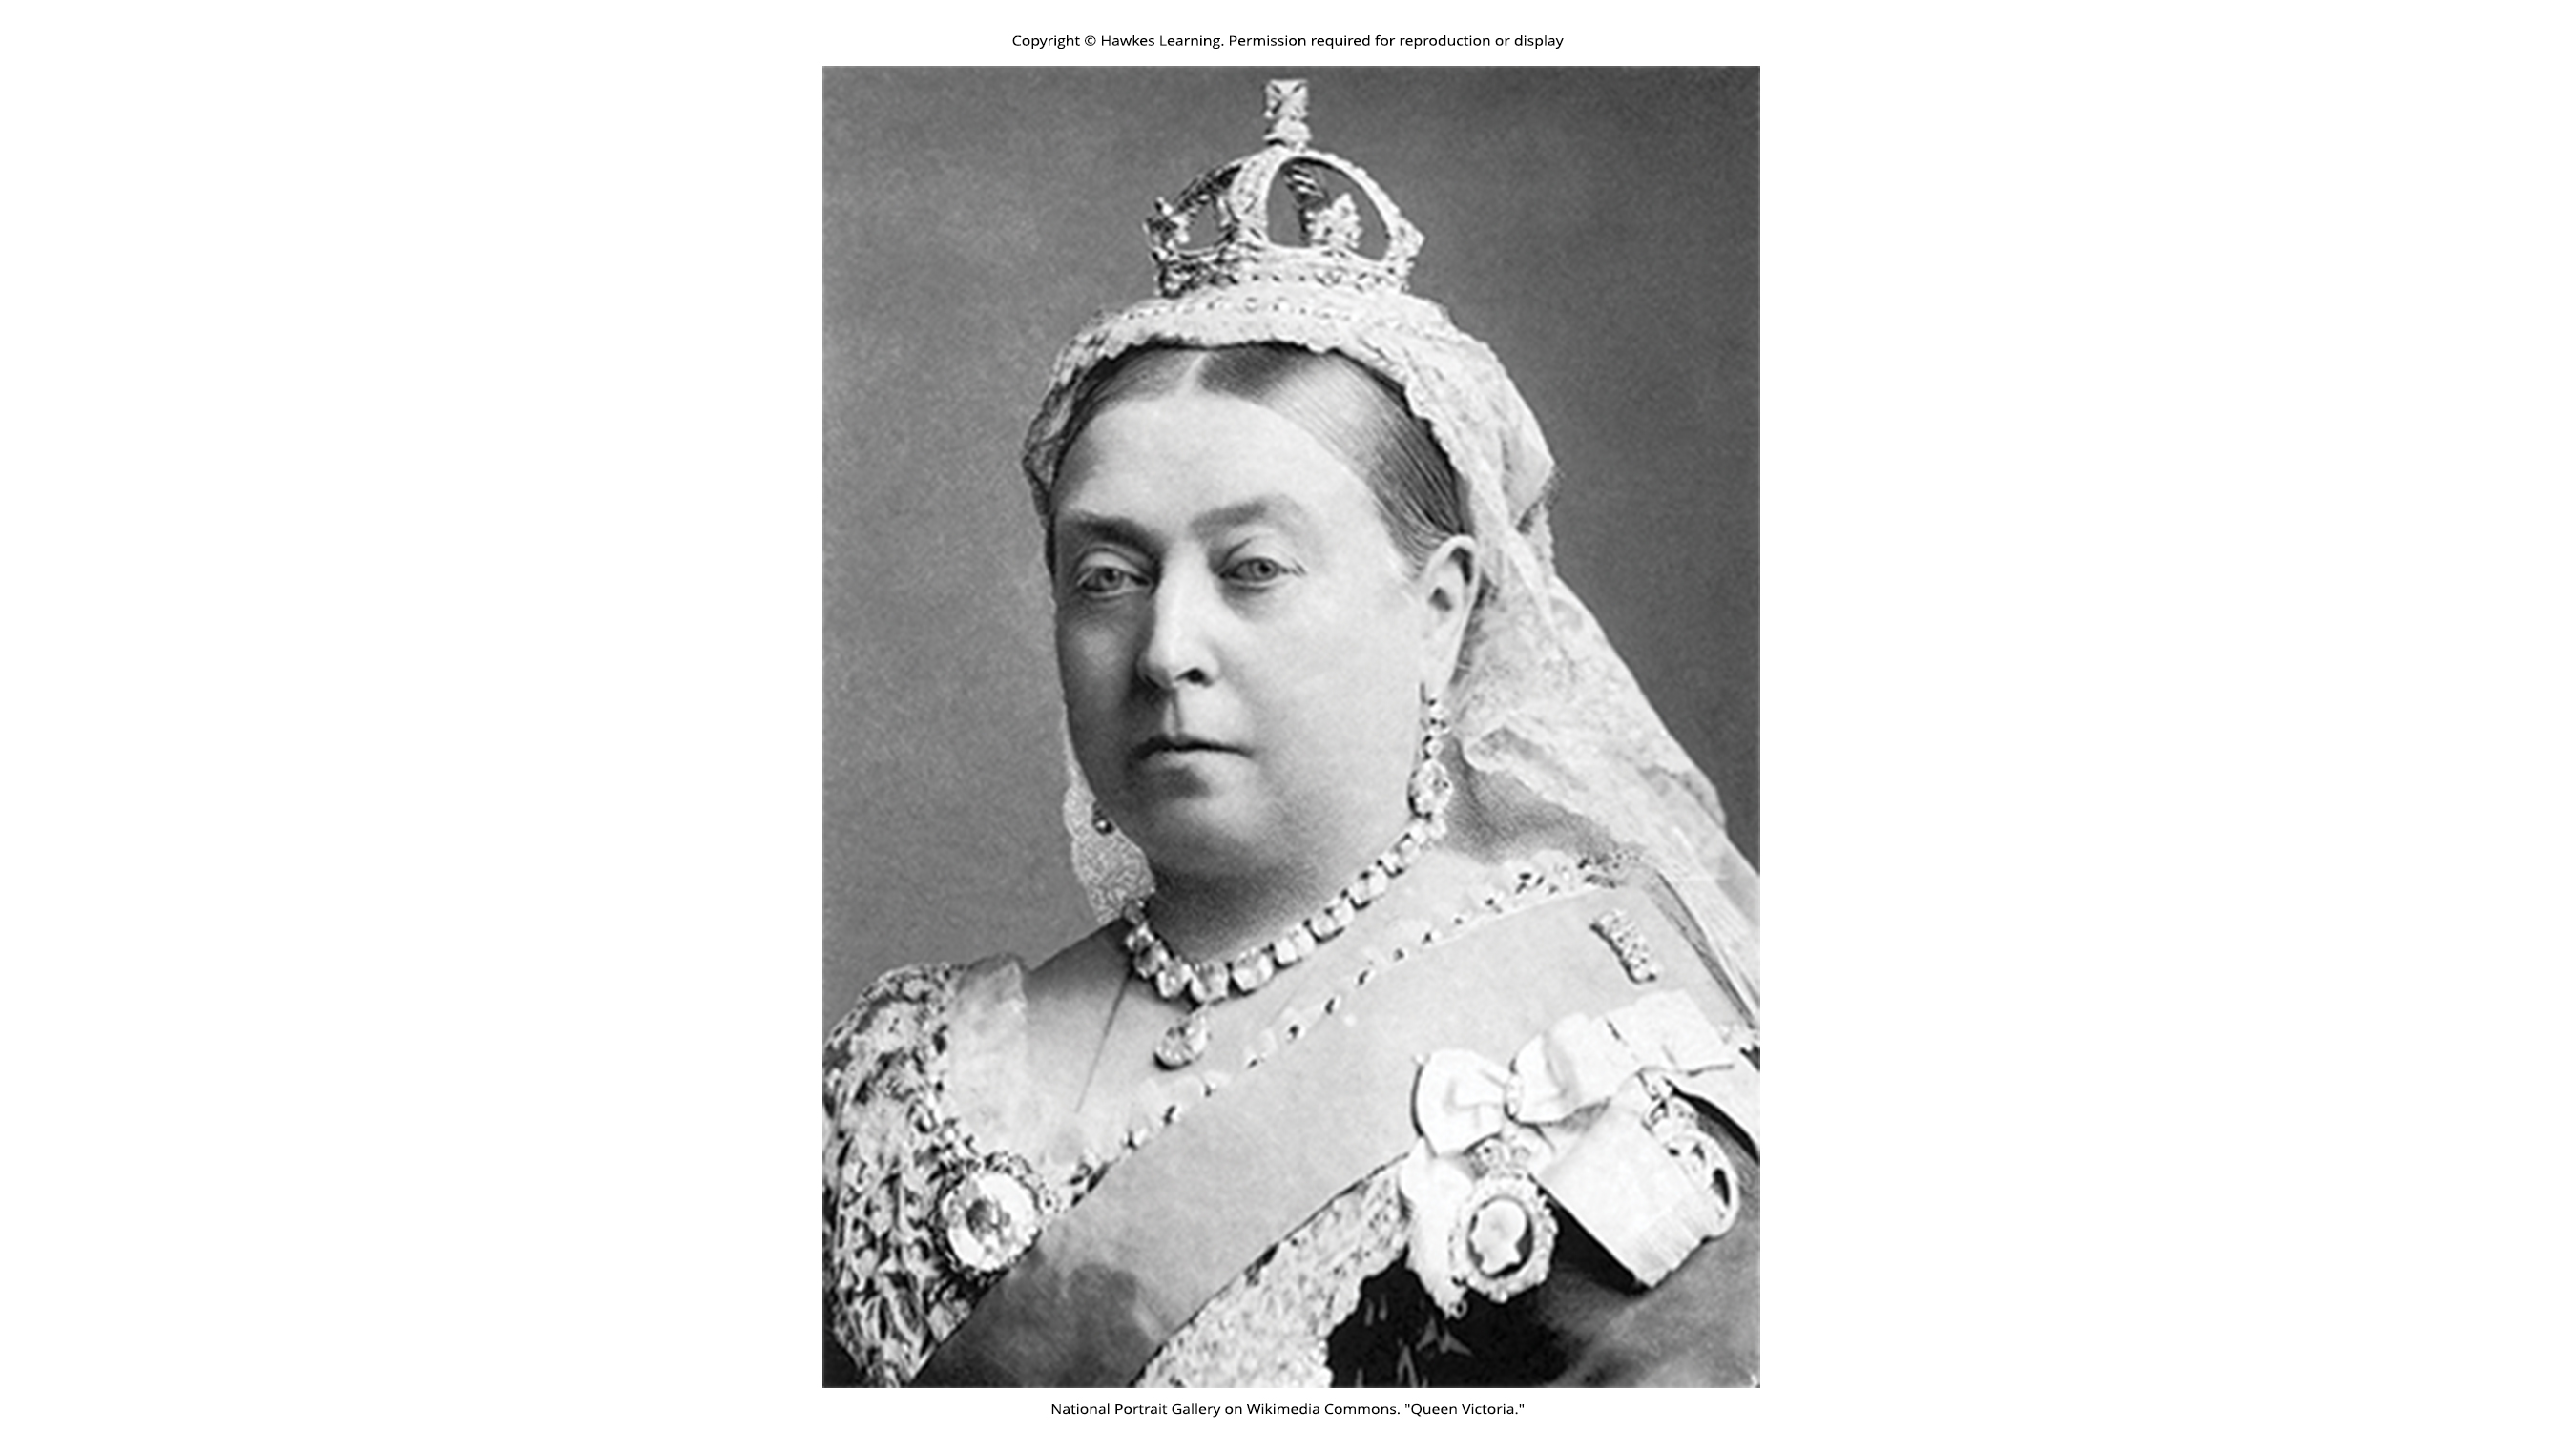 Copyright © Hawkes Learning. Permission required for reproduction or display
National Portrait Gallery on Wikimedia Commons. "Queen Victoria."